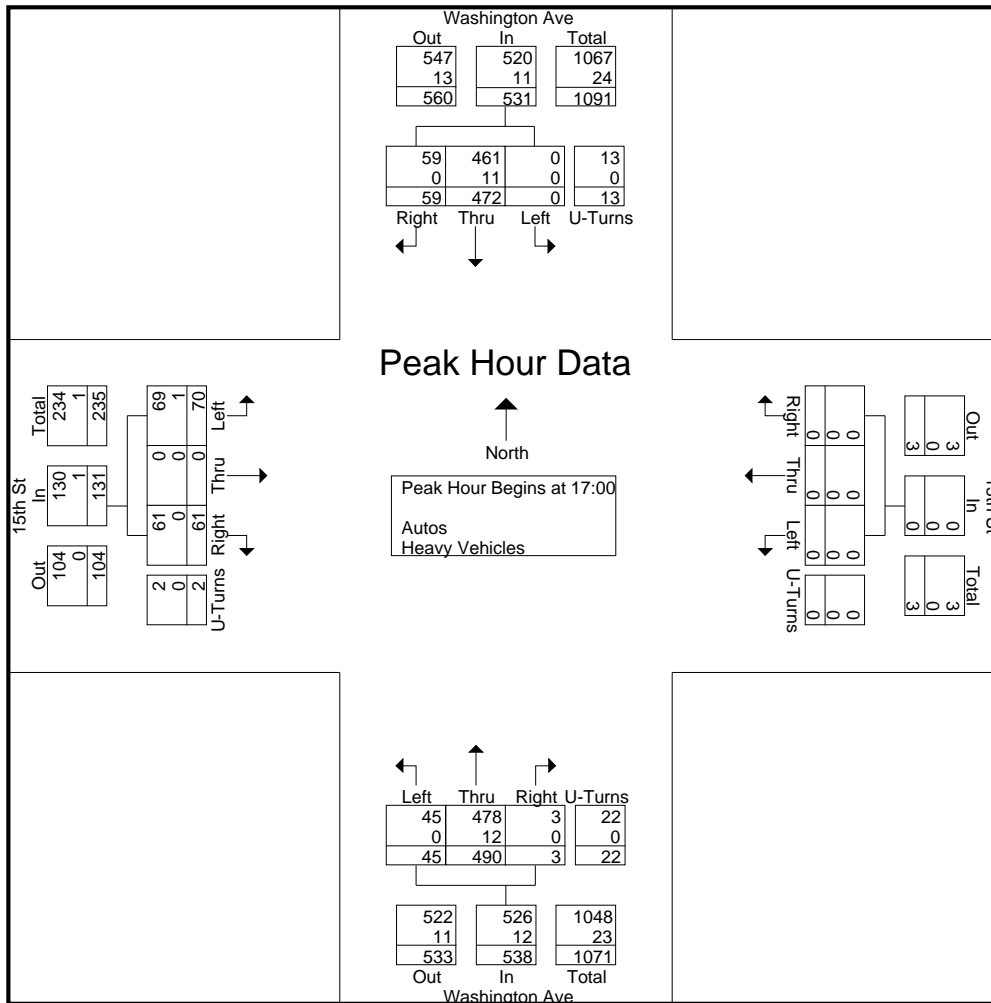 Washington Ave
Out In Total
547 520 1067
13 11 24
560 531 1091
59 461 0 13
0 11 0 0
59 472 0 13
Right Thru Left U-Turns
Peak Hour Data
North
Peak Hour Begins at 17:00
Autos
Heavy Vehicles
15th St
Total In Out
234 130 104
1 1 0
235 131 104
69 0 61 2
1 0 0 0
70 0 61 2
Left Thru Right U-Turns
Out In Total
3 0 3
0 0 0
3 0 3
0 0 0 0
0 0 0 0
0 0 0 0
Right Thru Left U-Turns
Left Thru Right U-Turns
45 478 3 22
0 12 0 0
45 490 3 22
522 526 1048
11 12 23
533 538 1071
Out In Total
Washington Ave